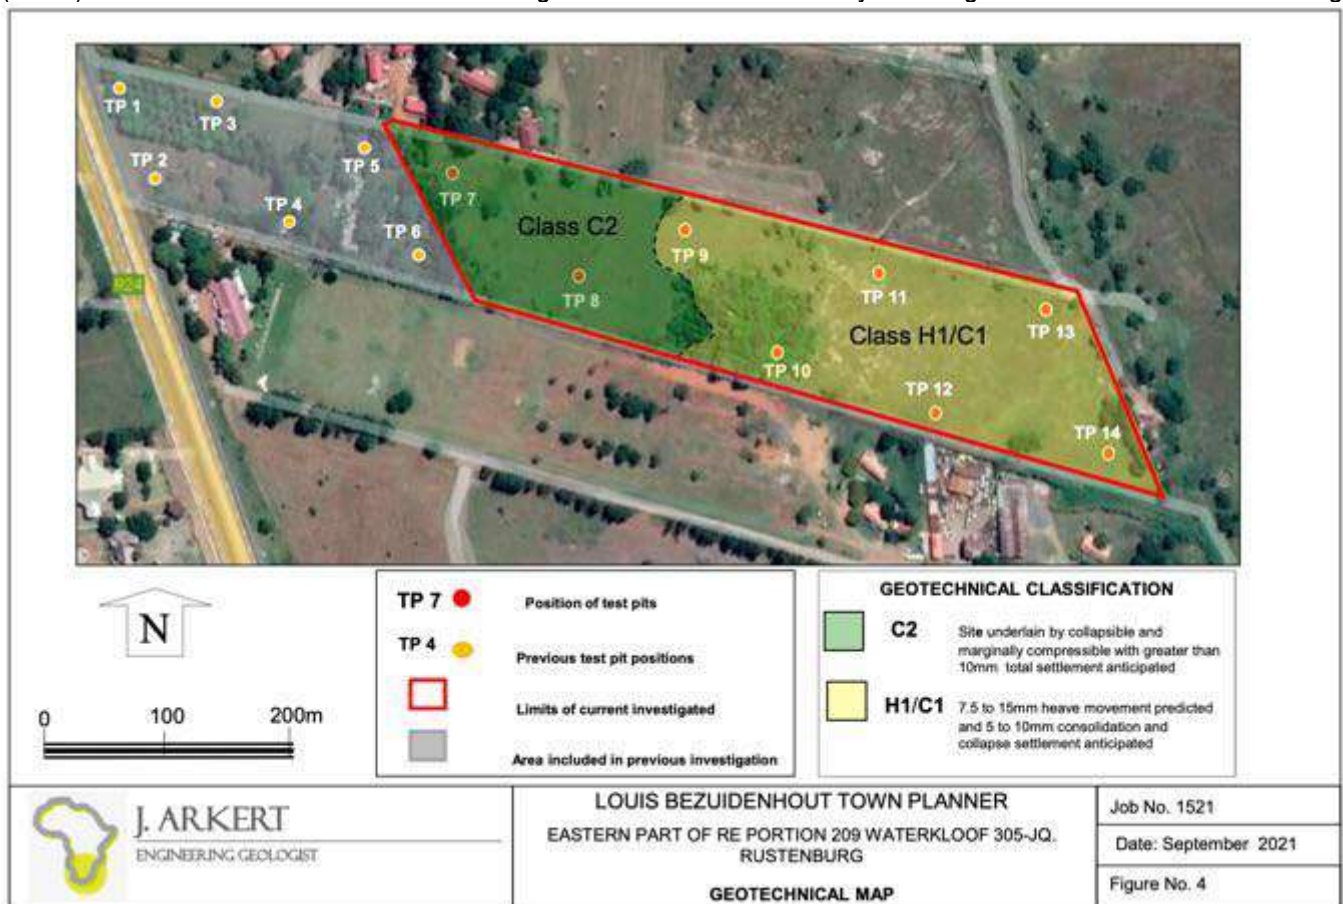 TP 1
TP 3
TP 2
TP 5
TP 4
TP 6
TP 7
Class C2
TP 8
TP 9
TP 11
TP 13
Class H1/C1
TP 10
TP 12
TP 14
R24
N
0 100 200m
TP 7 Position of test pits
TP 4 Previous test pit positions
Limits of current investigated
Area included in previous investigation
GEOTECHNICAL CLASSIFICATION
C2 Site underlain by collapsible and
marginally compressible with greater than
10mm total settlement anticipated
H1/C1 7.5 to 15mm heave movement predicted
and 5 to 10mm consolidation and
collapse settlement anticipated
J. ARKERT
ENGINEERING GEOLOGIST
LOUIS BEZUIDENHOUT TOWN PLANNER
EASTERN PART OF RE PORTION 209 WATERKLOOF 305-JQ.
RUSTENBURG
GEOTECHNICAL MAP
Job No. 1521
Date: September 2021
Figure No. 4